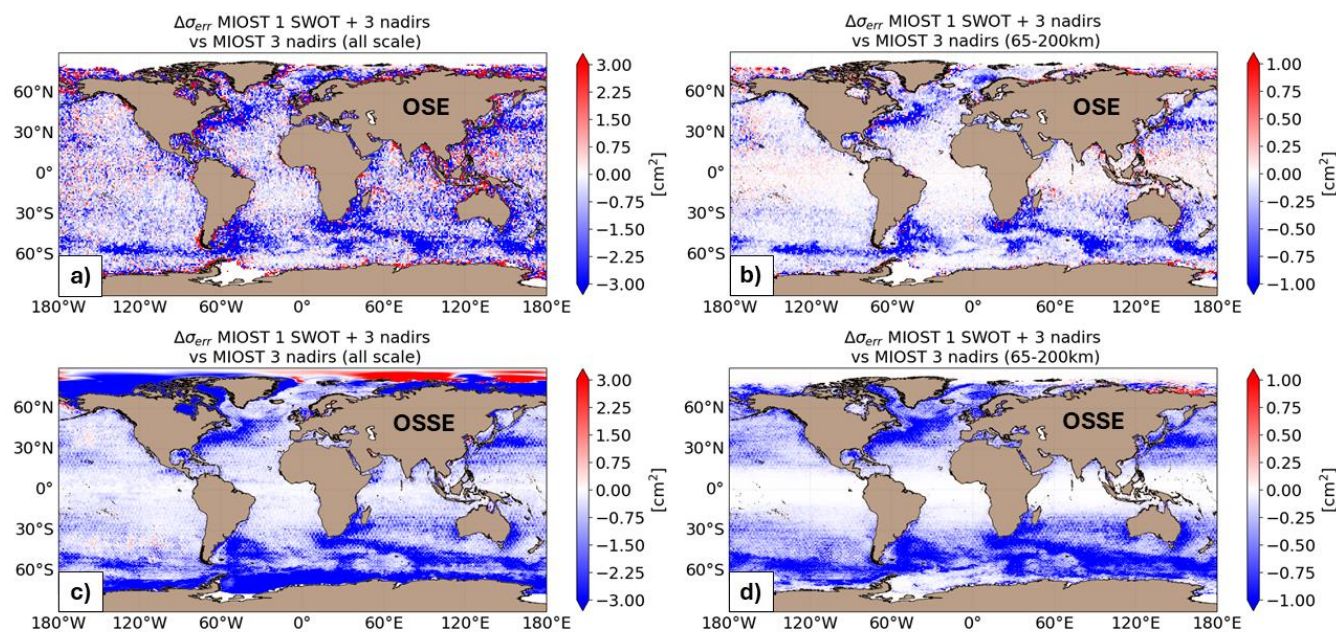 Δσ_err MIOST 1 SWOT + 3 nadirs
vs MIOST 3 nadirs (all scale)
60°N
30°N
0°
30°S
60°S
OSE
a)
180°W 120°W 60°W 0° 60°E 120°E 180°E
3.00
2.25
1.50
0.75
0.00
−0.75
−1.50
−2.25
−3.00
[cm²]
Δσ_err MIOST 1 SWOT + 3 nadirs
vs MIOST 3 nadirs (65-200km)
60°N
30°N
0°
30°S
60°S
OSE
b)
180°W 120°W 60°W 0° 60°E 120°E 180°E
1.00
0.75
0.50
0.25
0.00
−0.25
−0.50
−0.75
−1.00
[cm²]
Δσ_err MIOST 1 SWOT + 3 nadirs
vs MIOST 3 nadirs (all scale)
60°N
30°N
0°
30°S
60°S
OSSE
c)
180°W 120°W 60°W 0° 60°E 120°E 180°E
3.00
2.25
1.50
0.75
0.00
−0.75
−1.50
−2.25
−3.00
[cm²]
Δσ_err MIOST 1 SWOT + 3 nadirs
vs MIOST 3 nadirs (65-200km)
60°N
30°N
0°
30°S
60°S
OSSE
d)
180°W 120°W 60°W 0° 60°E 120°E 180°E
1.00
0.75
0.50
0.25
0.00
−0.25
−0.50
−0.75
−1.00
[cm²]